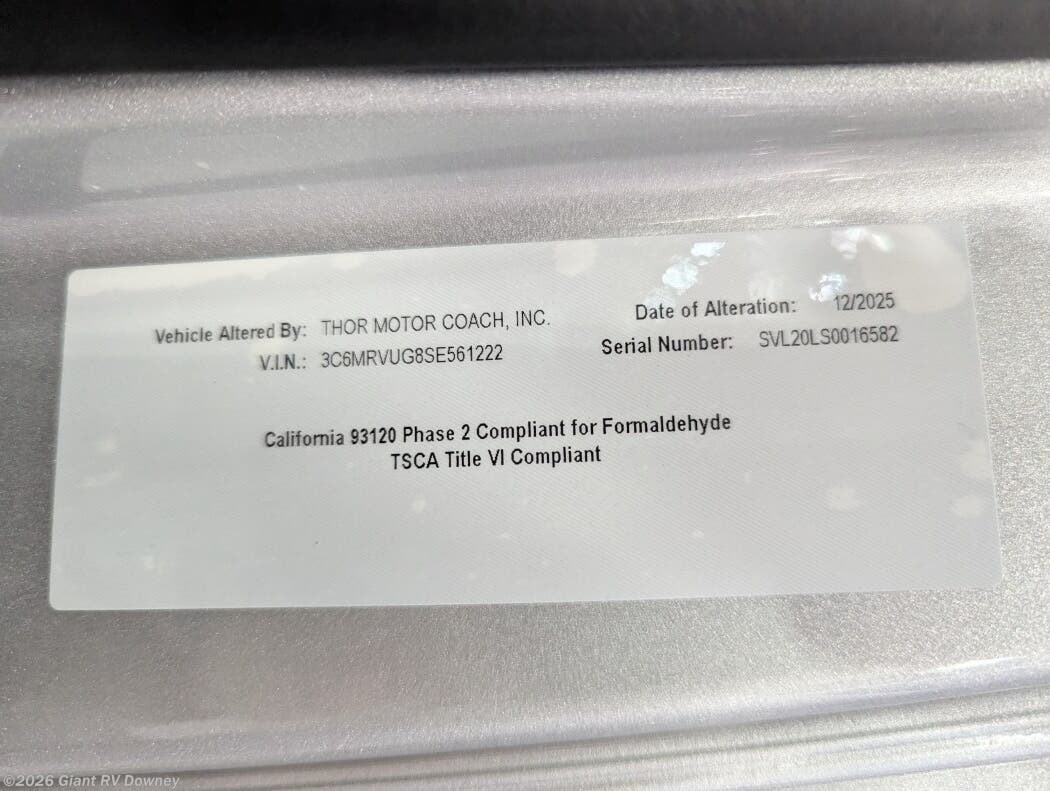 Vehicle Altered By: THOR MOTOR COACH, INC. Date of Alteration: 12/2025
V.I.N.: 3C6MRVUG8SE561222 Serial Number: SVL20LS0016582
California 93120 Phase 2 Compliant for Formaldehyde
TSCA Title VI Compliant
©2026 Giant RV Downey